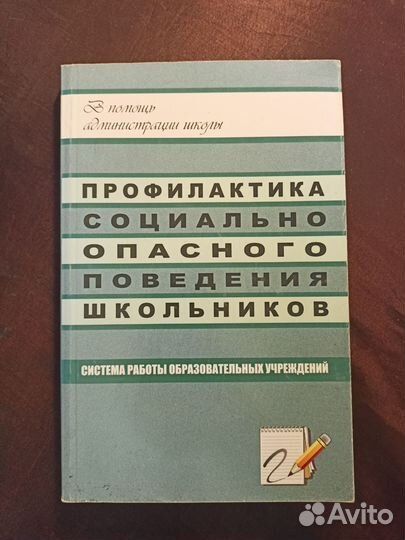 В помощь
администрации школы
ПРОФИЛАКТИКА
СОЦИАЛЬНО
ОПАСНОГО
ПОВЕДЕНИЯ
ШКОЛЬНИКОВ
СИСТЕМА РАБОТЫ ОБРАЗОВАТЕЛЬНЫХ УЧРЕЖДЕНИЙ
Avito